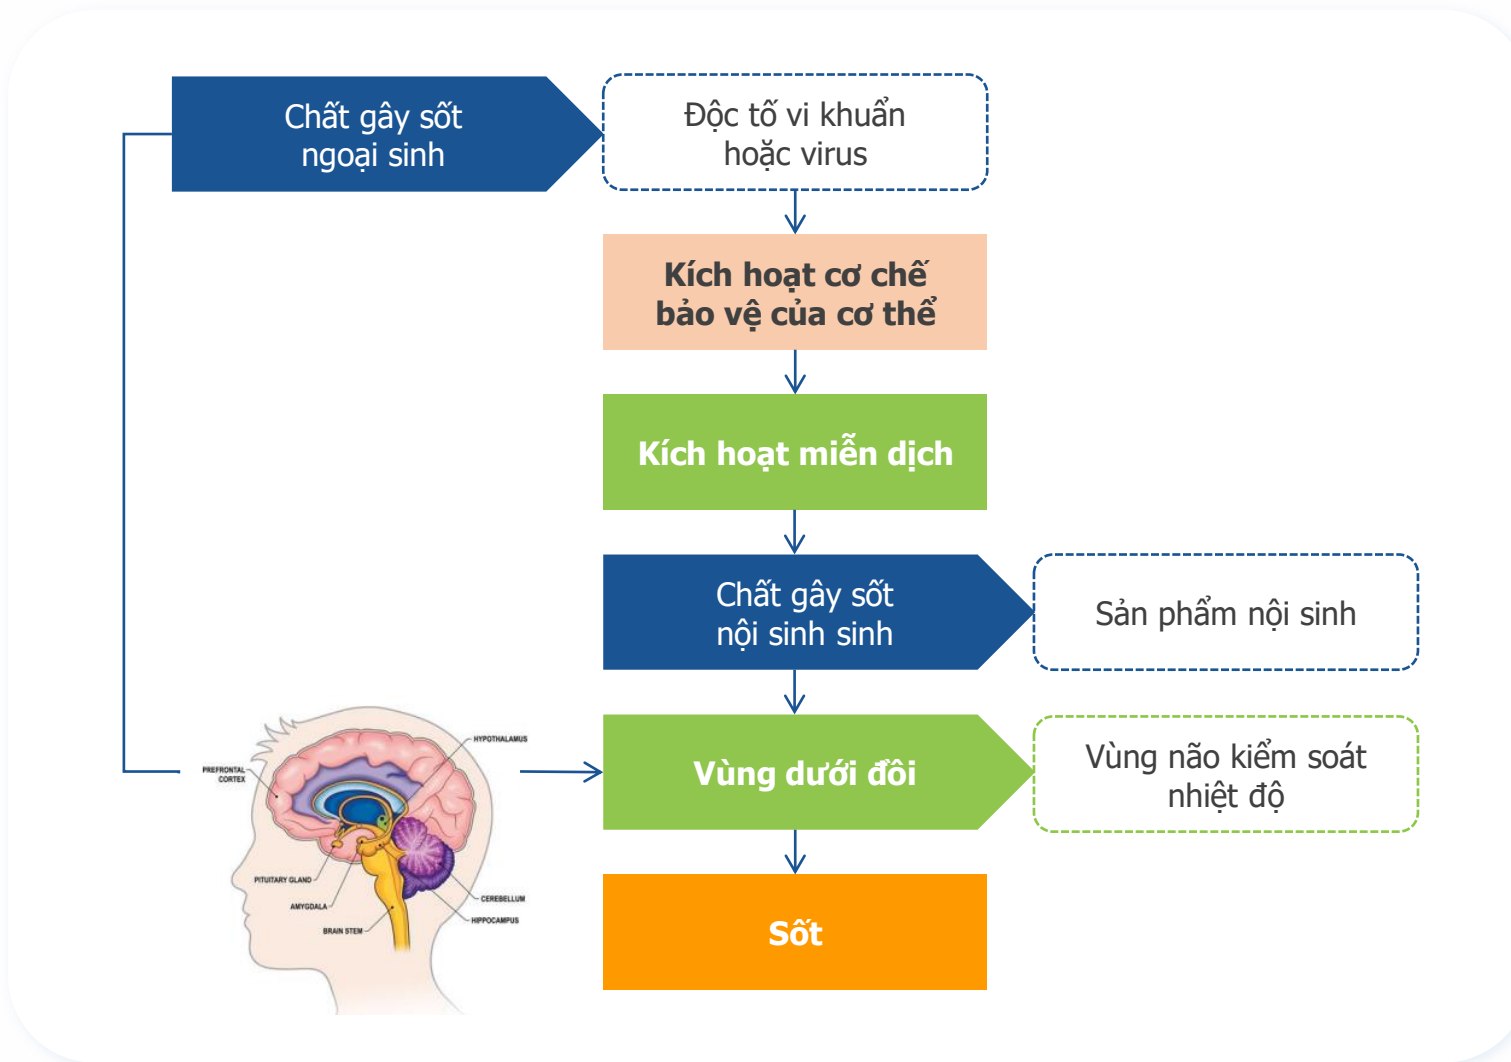 Chất gây sốt
ngoại sinh
Độc tố vi khuẩn
hoặc virus
Kích hoạt cơ chế
bảo vệ của cơ thể
Kích hoạt miễn dịch
Chất gây sốt
nội sinh sinh
Sản phẩm nội sinh
Vùng dưới đồi
Vùng não kiểm soát
nhiệt độ
Sốt
HYPOTHALAMUS
PREFRONTAL
CORTEX
PITUITARY GLAND
AMYGDALA
BRAIN STEM
CEREBELLUM
HIPPOCAMPUS